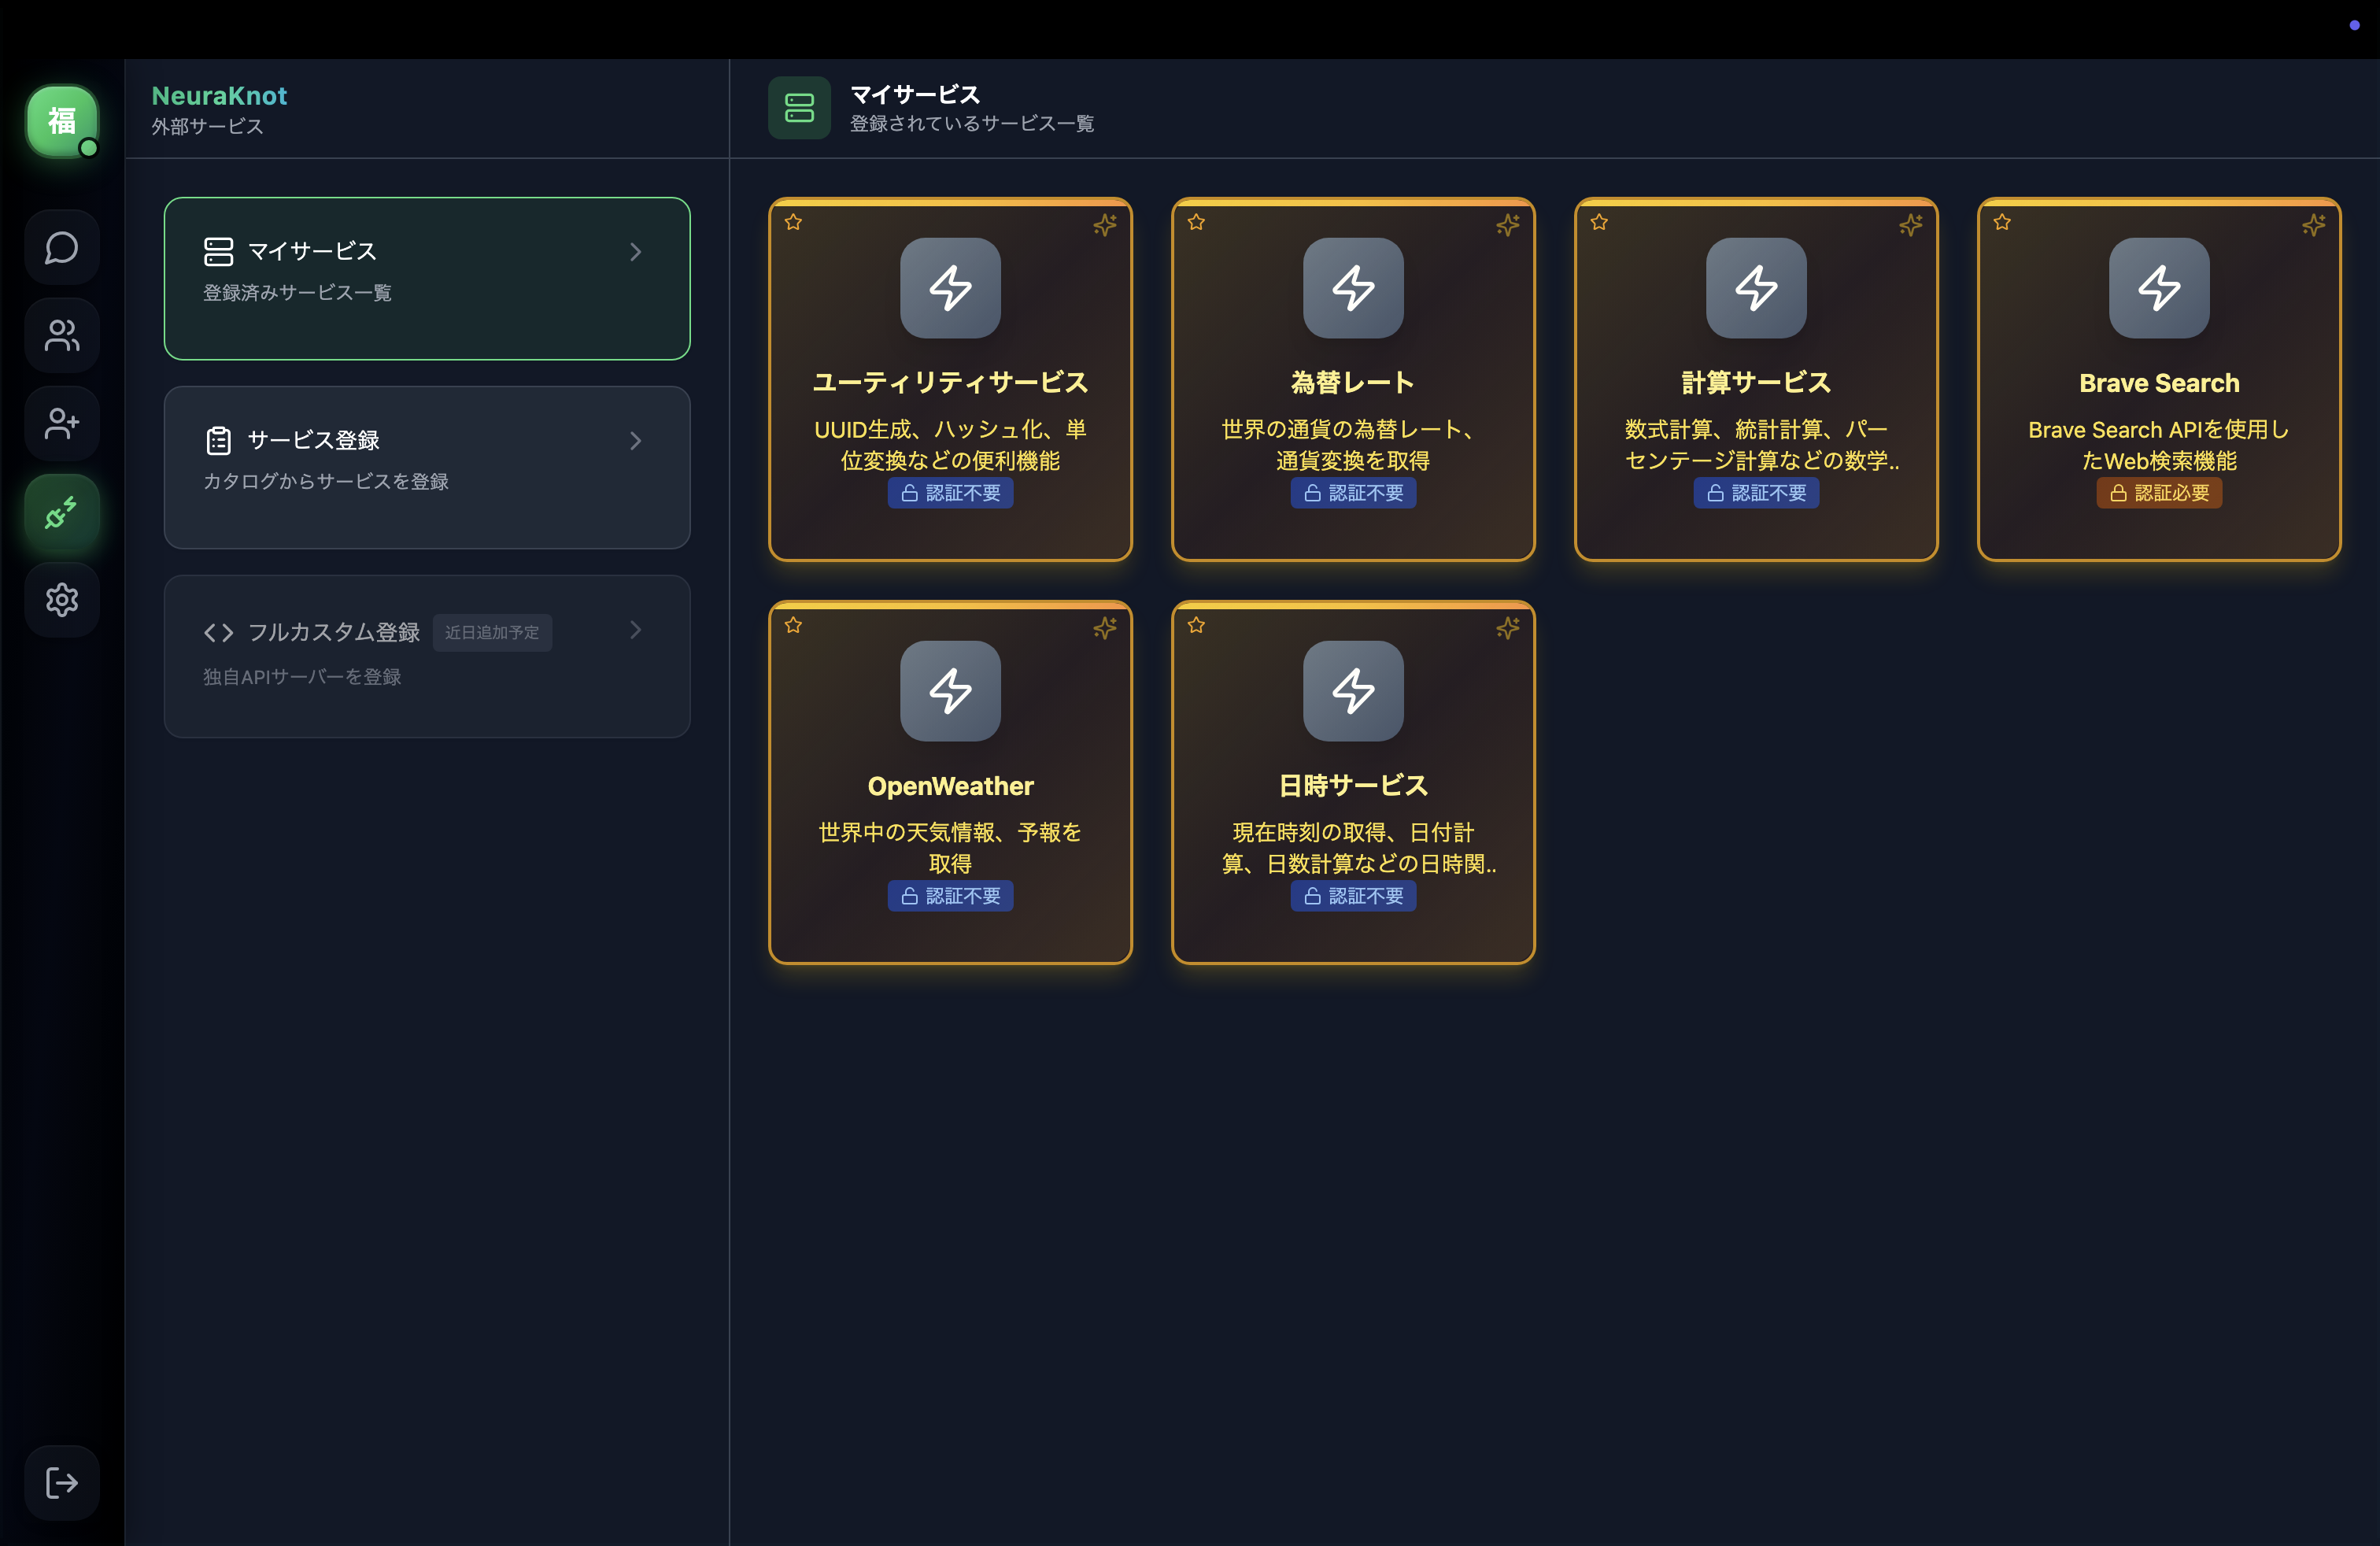 福
NeuraKnot
外部サービス
マイサービス
登録済みサービス一覧
サービス登録
カタログからサービスを登録
フルカスタム登録 近日追加予定
独自APIサーバーを登録
マイサービス
登録されているサービス一覧
ユーティリティサービス
UUID生成、ハッシュ化、単
位変換などの便利機能
認証不要
為替レート
世界の通貨の為替レート、
通貨変換を取得
認証不要
計算サービス
数式計算、統計計算、パー
センテージ計算などの数学..
認証不要
Brave Search
Brave Search APIを使用し
たWeb検索機能
認証必要
OpenWeather
世界中の天気情報、予報を
取得
認証不要
日時サービス
現在時刻の取得、日付計
算、日数計算などの日時関..
認証不要